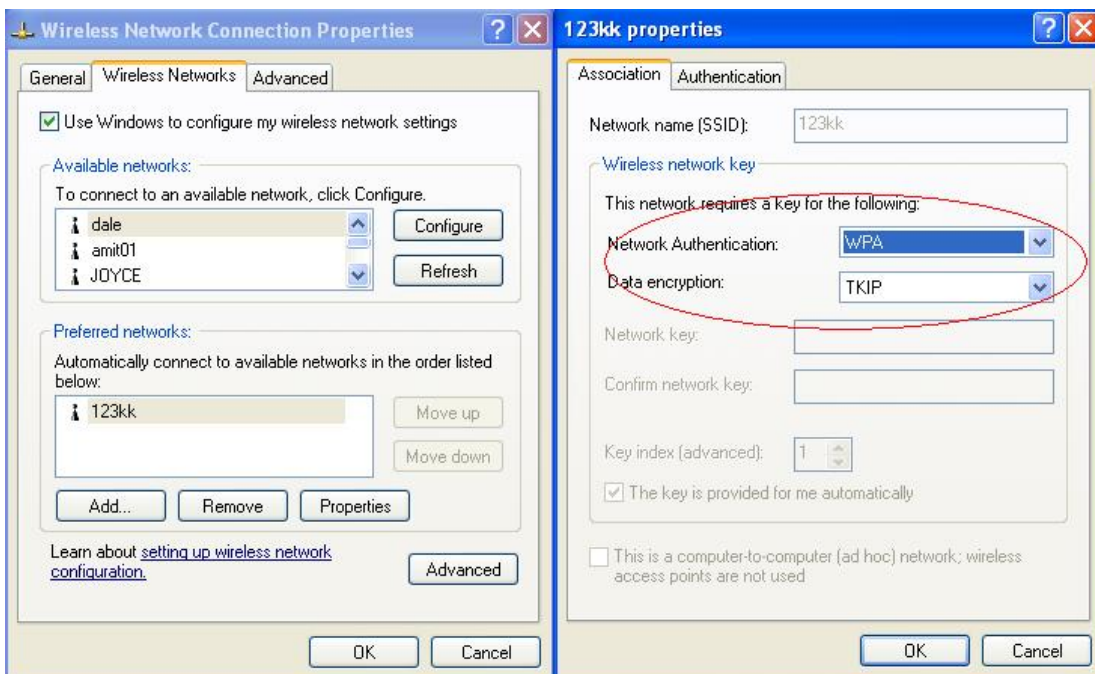 Wireless Network Connection Properties
General
Wireless Networks
Advanced
Use Windows to configure my wireless network settings
Available networks:
To connect to an available network, click Configure.
dale
amit01
JOYCE
Configure
Refresh
Preferred networks:
Automatically connect to available networks in the order listed
below:
123kk
Move up
Move down
Add...
Remove
Properties
Learn about setting up wireless network
configuration.
Advanced
OK
Cancel
123kk properties
Association
Authentication
Network name (SSID):
123kk
Wireless network key
This network requires a key for the following:
Network Authentication:
WPA
Data encryption:
TKIP
Network key:
Confirm network key:
Key index (advanced):
1
The key is provided for me automatically
This is a computer-to-computer (ad hoc) network; wireless
access points are not used
OK
Cancel